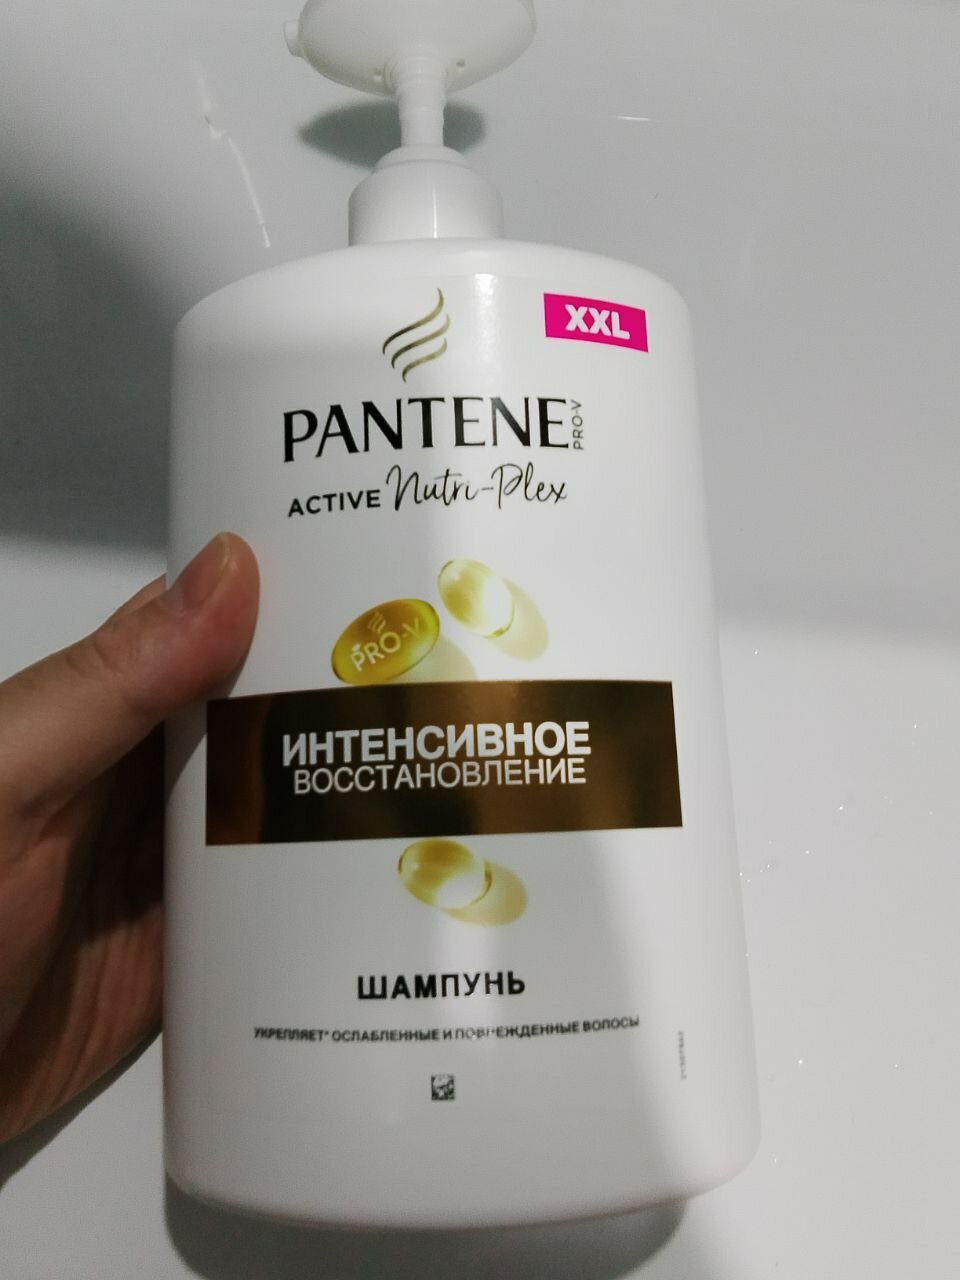 XXL
PANTENE PRO-V
ACTIVE Nutri-Plex
PRO-V
ИНТЕНСИВНОЕ
ВОССТАНОВЛЕНИЕ
ШАМПУНЬ
УКРЕПЛЯЕТ* ОСЛАБЛЕННЫЕ И ПОВРЕЖДЕННЫЕ ВОЛОСЫ